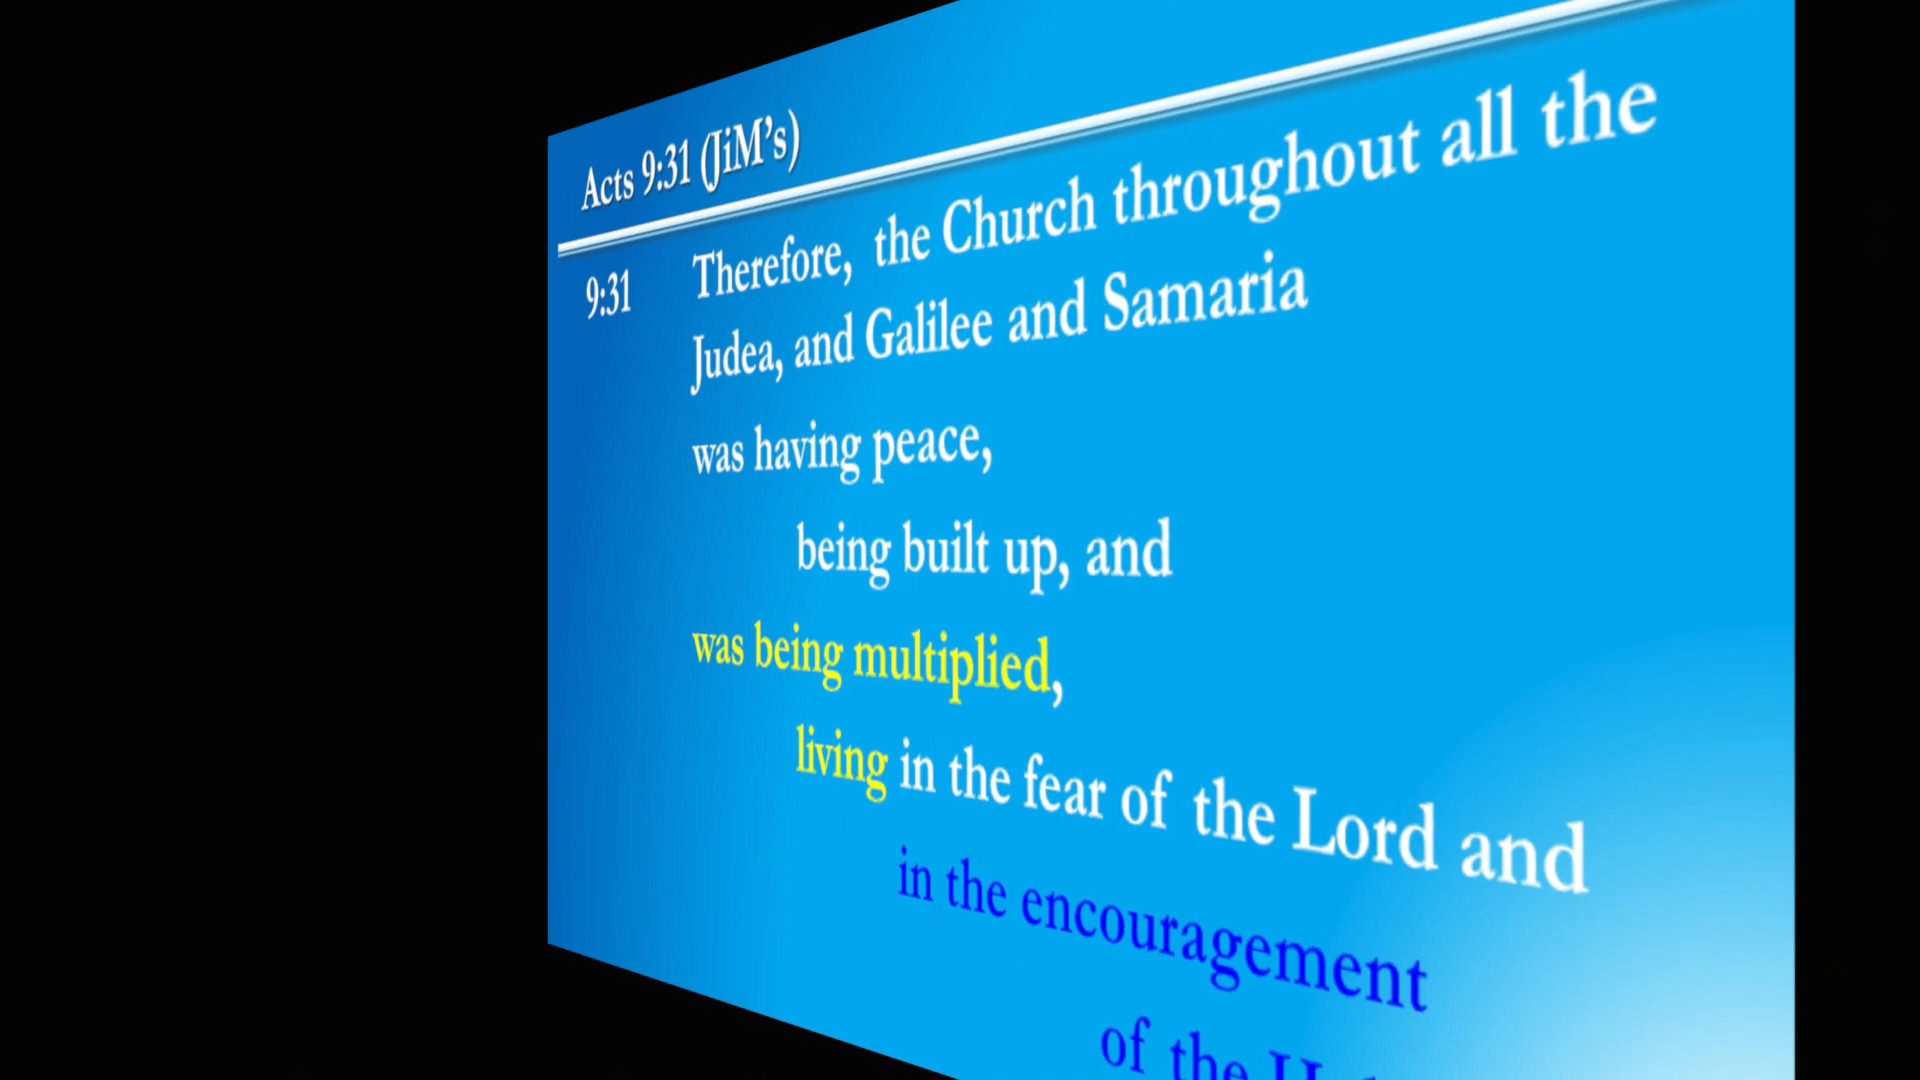 Acts 9:31 (JiM’s)
9:31 Therefore, the Church throughout all the
Judea, and Galilee and Samaria
was having peace,
being built up, and
was being multiplied,
living in the fear of the Lord and
in the encouragement
of the